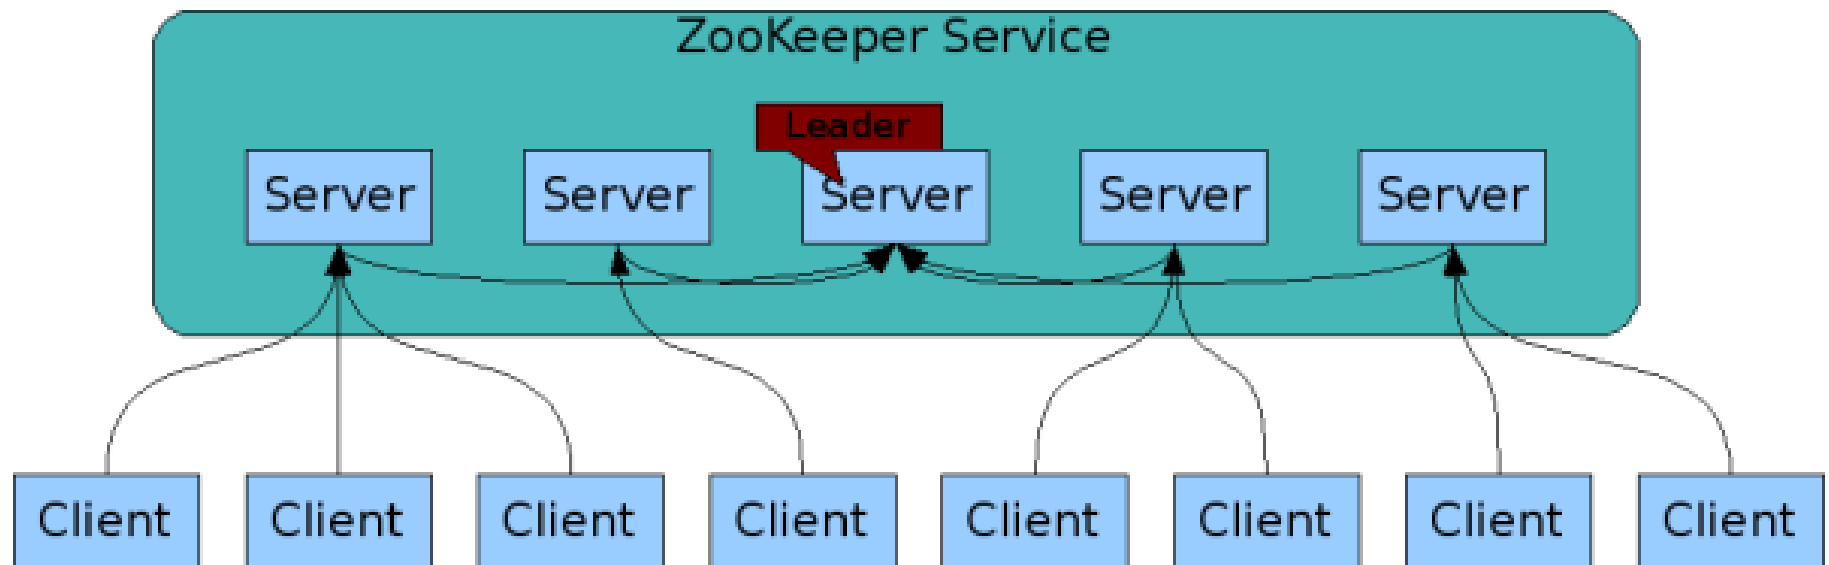 ZooKeeper Service
Leader
Server Server Server Server Server
Client Client Client Client Client Client Client Client